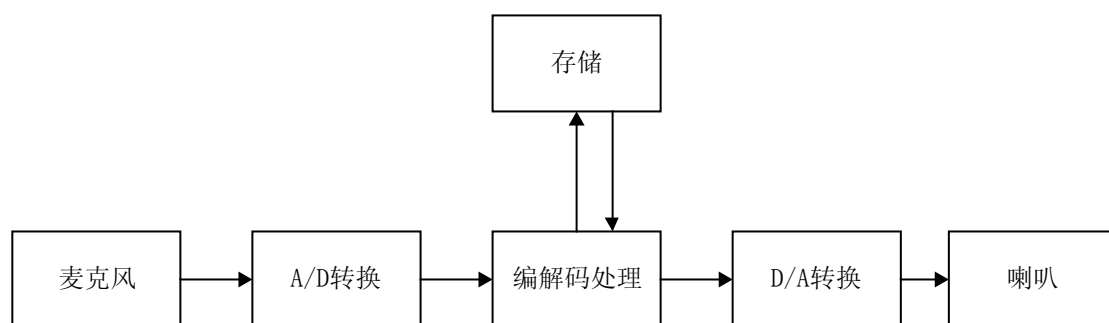 存储
麦克风
A/D转换
编解码处理
D/A转换
喇叭